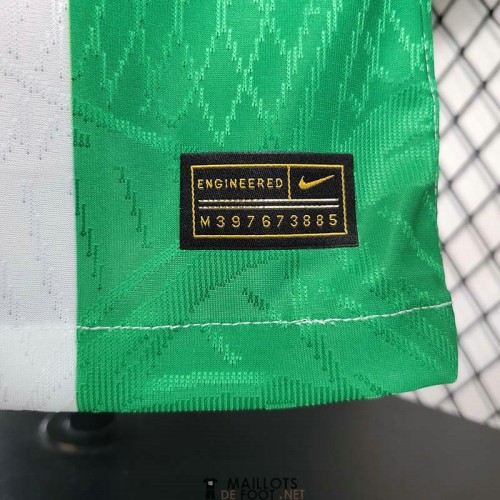 ENGINEERED
M397673885
MAILLOTS
DE FOOT.NET